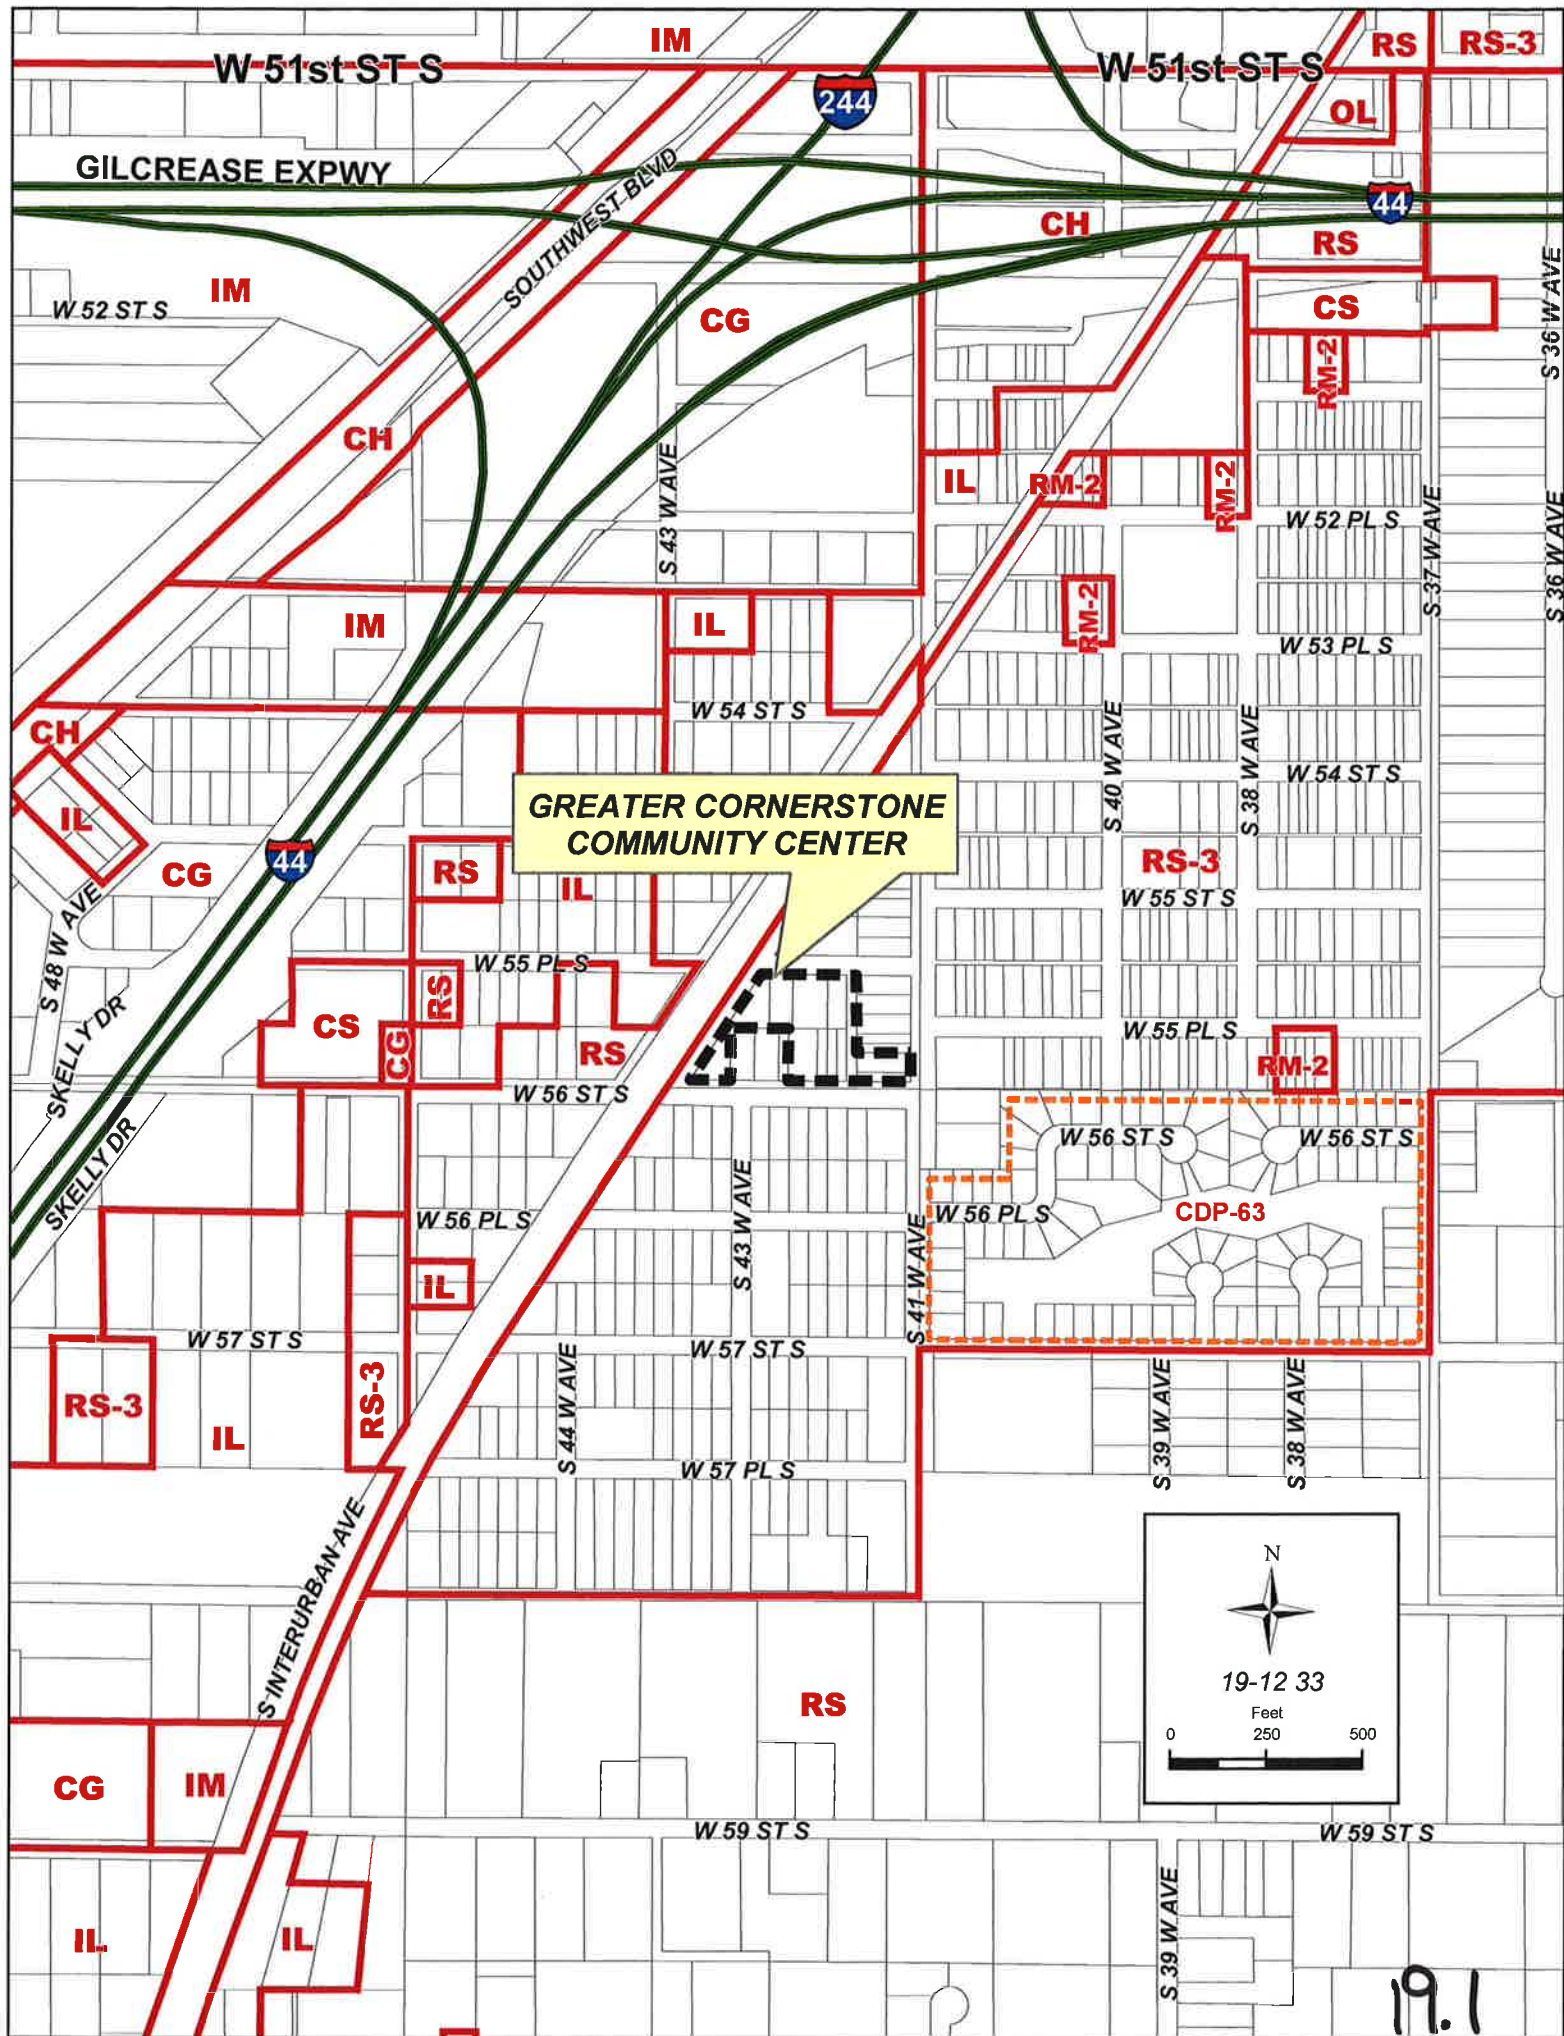 IM
RS
RS-3
W 51st ST S
W 51st ST S
244
OL
GILCREASE EXPWY
SOUTHWEST BLVD
44
CH
RS
IM
W 52 ST S
CG
CS
S 36 W AVE
RM-2
CH
S 43 W AVE
IL
RM-2
RM-2
W 52 PL S
S 37 W AVE
S 36 W AVE
IM
IL
RM-2
W 53 PL S
W 54 ST S
CH
S 40 W AVE
S 38 W AVE
W 54 ST S
GREATER CORNERSTONE
COMMUNITY CENTER
IL
44
CG
RS
IL
RS-3
W 55 ST S
S 48 W AVE
W 55 PL S
RS
CS
CG
RS
W 55 PL S
RM-2
SKELLY DR
W 56 ST S
SKELLY DR
W 56 ST S
W 56 ST S
W 56 PL S
S 43 W AVE
S 41 W AVE
W 56 PL S
CDP-63
IL
W 57 ST S
W 57 ST S
RS-3
RS-3
IL
S 44 W AVE
W 57 PL S
S 39 W AVE
S 38 W AVE
S INTERURBAN AVE
N
19-12 33
Feet
0 250 500
RS
CG
IM
W 59 ST S
W 59 ST S
IL
IL
S 39 W AVE
19.1